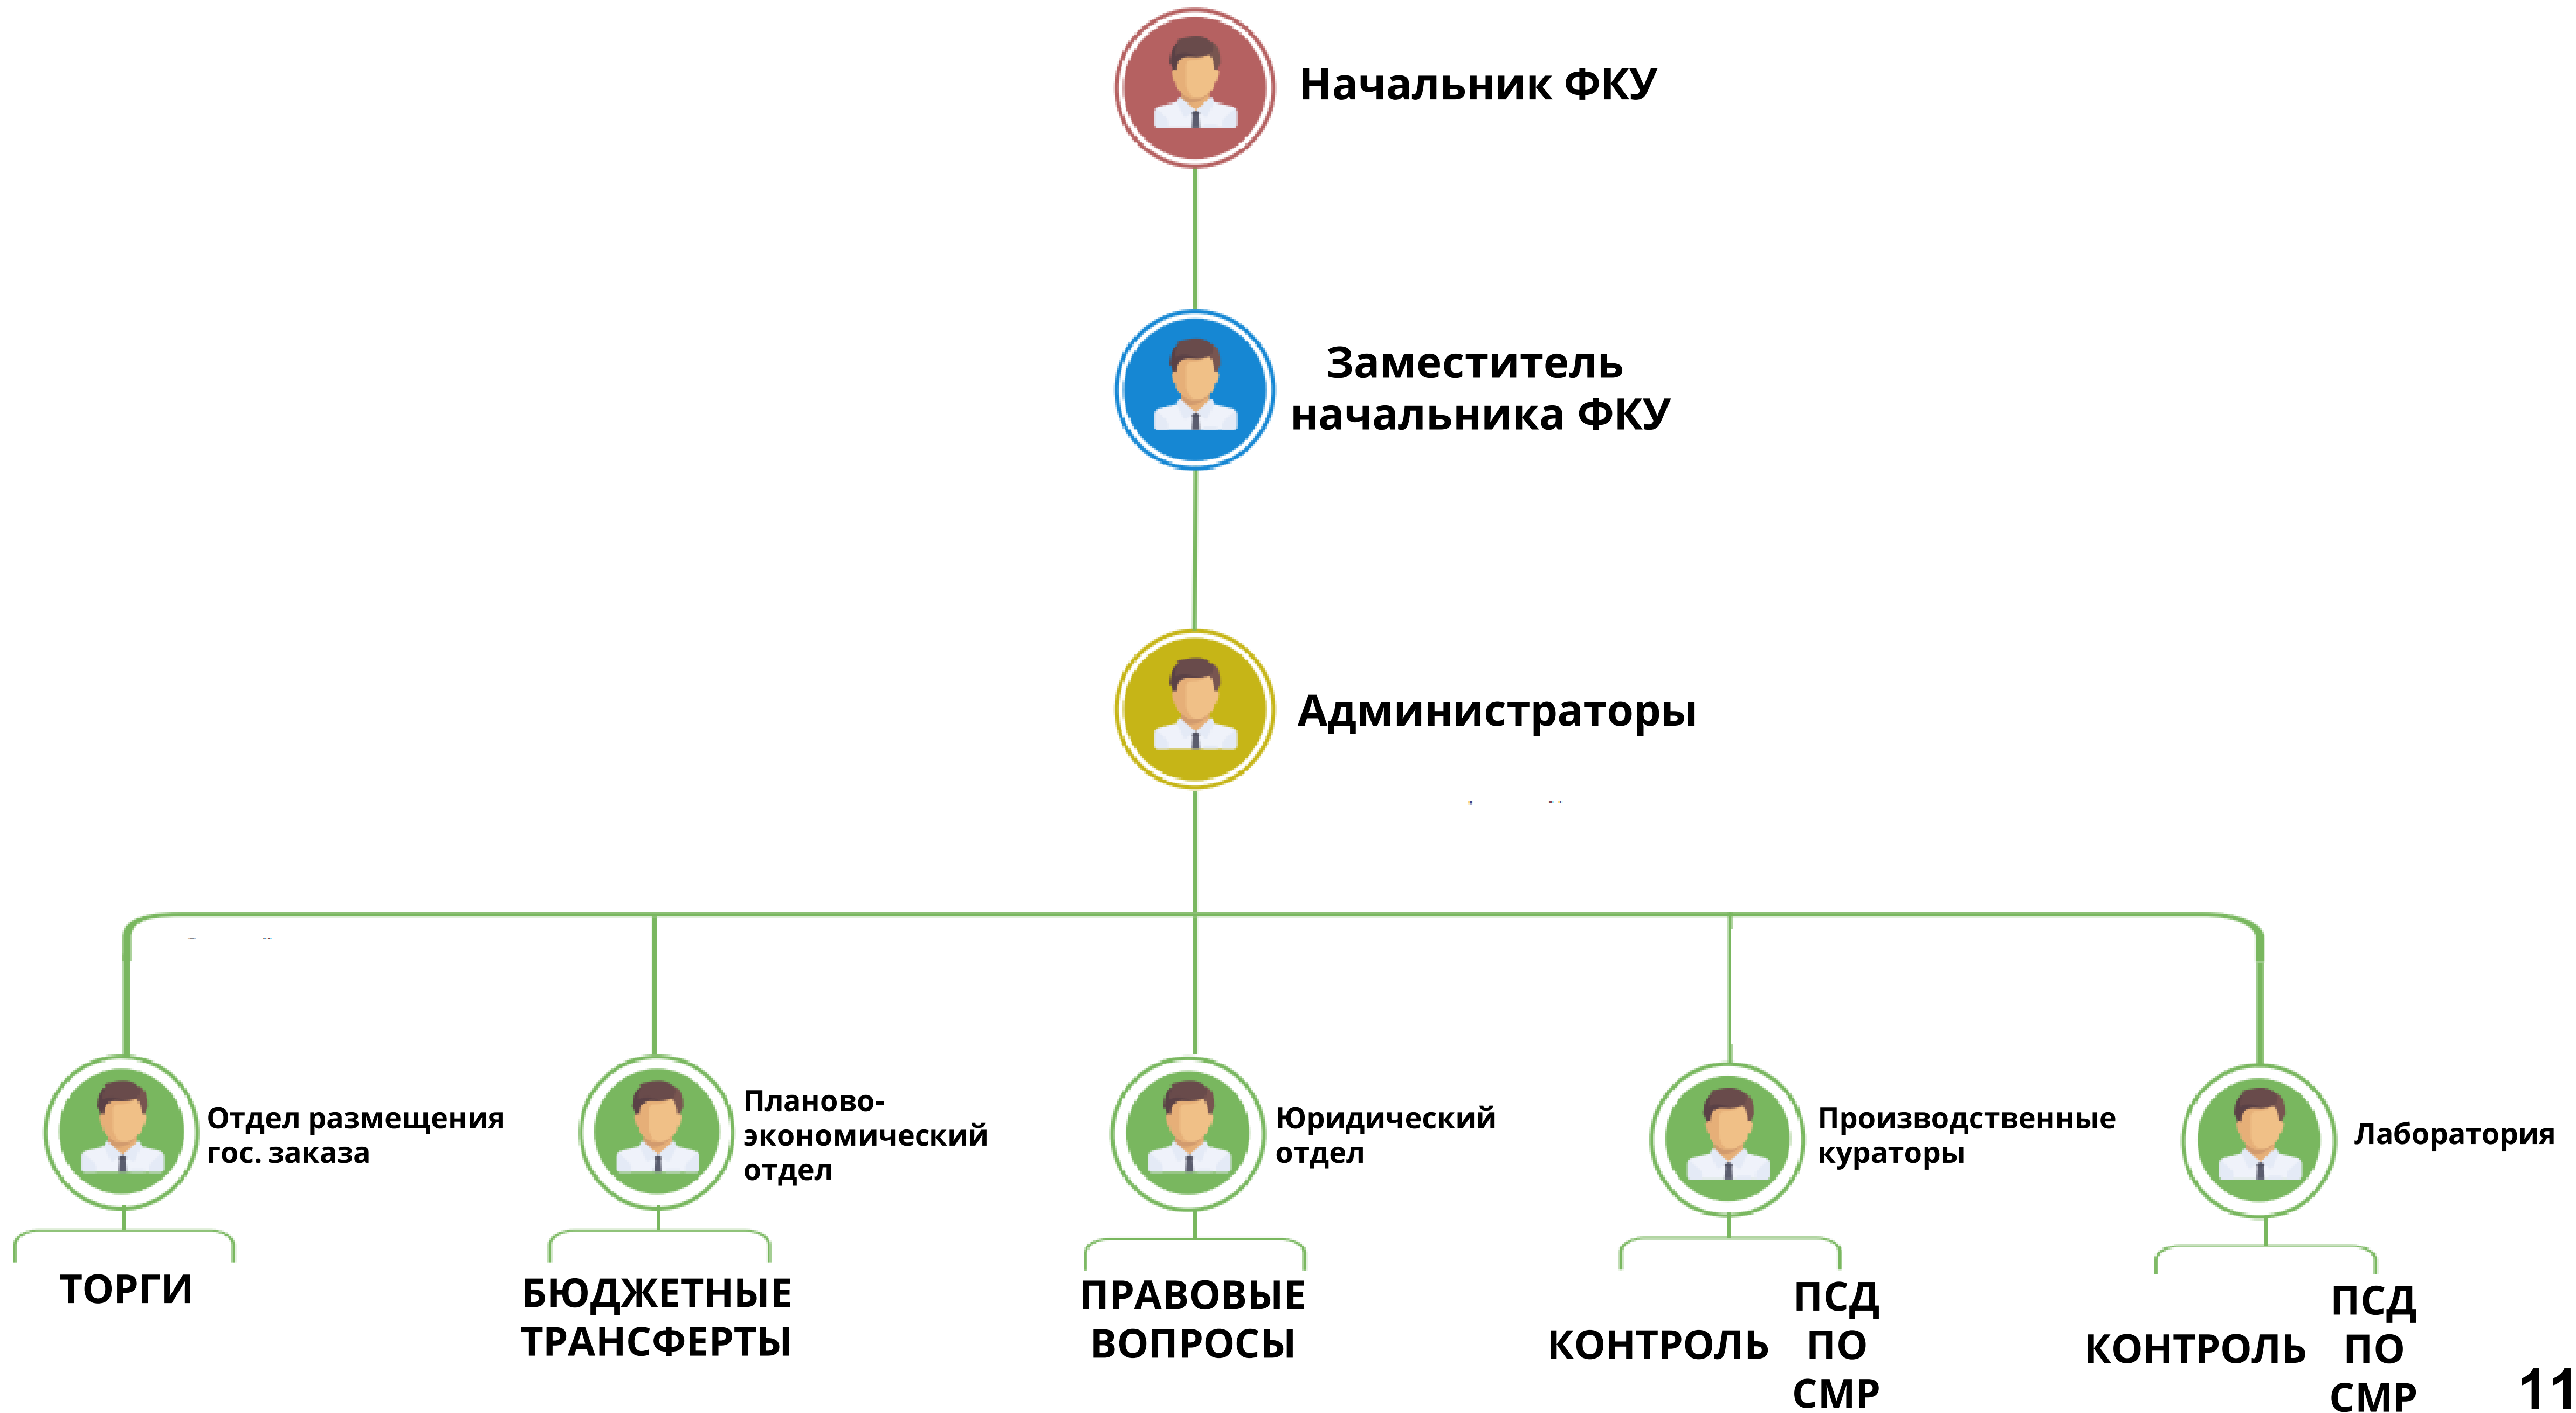 Начальник ФКУ
Заместитель
начальника ФКУ
Администраторы
Отдел размещения
гос. заказа
Планово-
экономический
отдел
Юридический
отдел
Производственные
кураторы
Лаборатория
ТОРГИ
БЮДЖЕТНЫЕ
ТРАНСФЕРТЫ
ПРАВОВЫЕ
ВОПРОСЫ
КОНТРОЛЬ
ПСД
ПО
СМР
КОНТРОЛЬ
ПСД
ПО
СМР
11